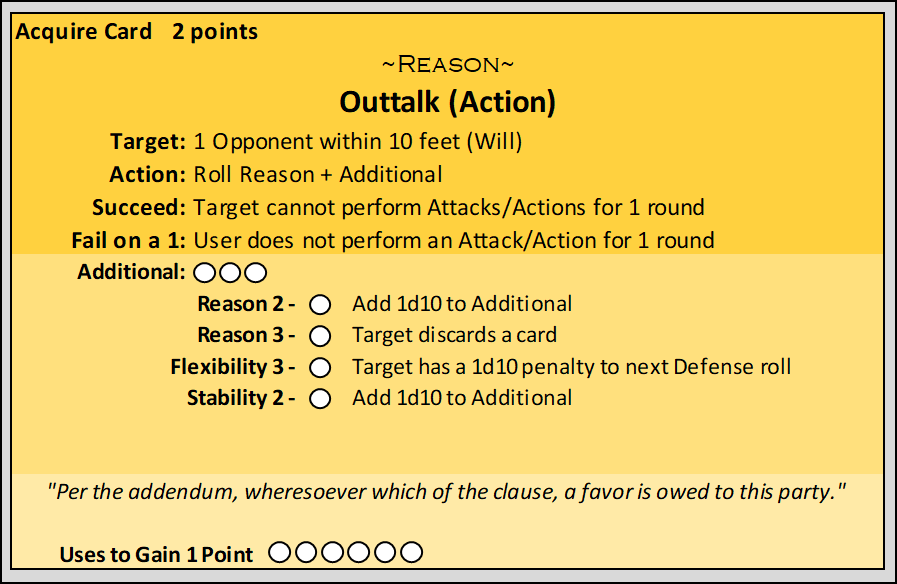 Acquire Card 2 points
~Reason~
Outtalk (Action)
Target: 1 Opponent within 10 feet (Will)
Action: Roll Reason + Additional
Succeed: Target cannot perform Attacks/Actions for 1 round
Fail on a 1: User does not perform an Attack/Action for 1 round
Additional:
Reason 2 - Add 1d10 to Additional
Reason 3 - Target discards a card
Flexibility 3 - Target has a 1d10 penalty to next Defense roll
Stability 2 - Add 1d10 to Additional
"Per the addendum, wheresoever which of the clause, a favor is owed to this party."
Uses to Gain 1 Point